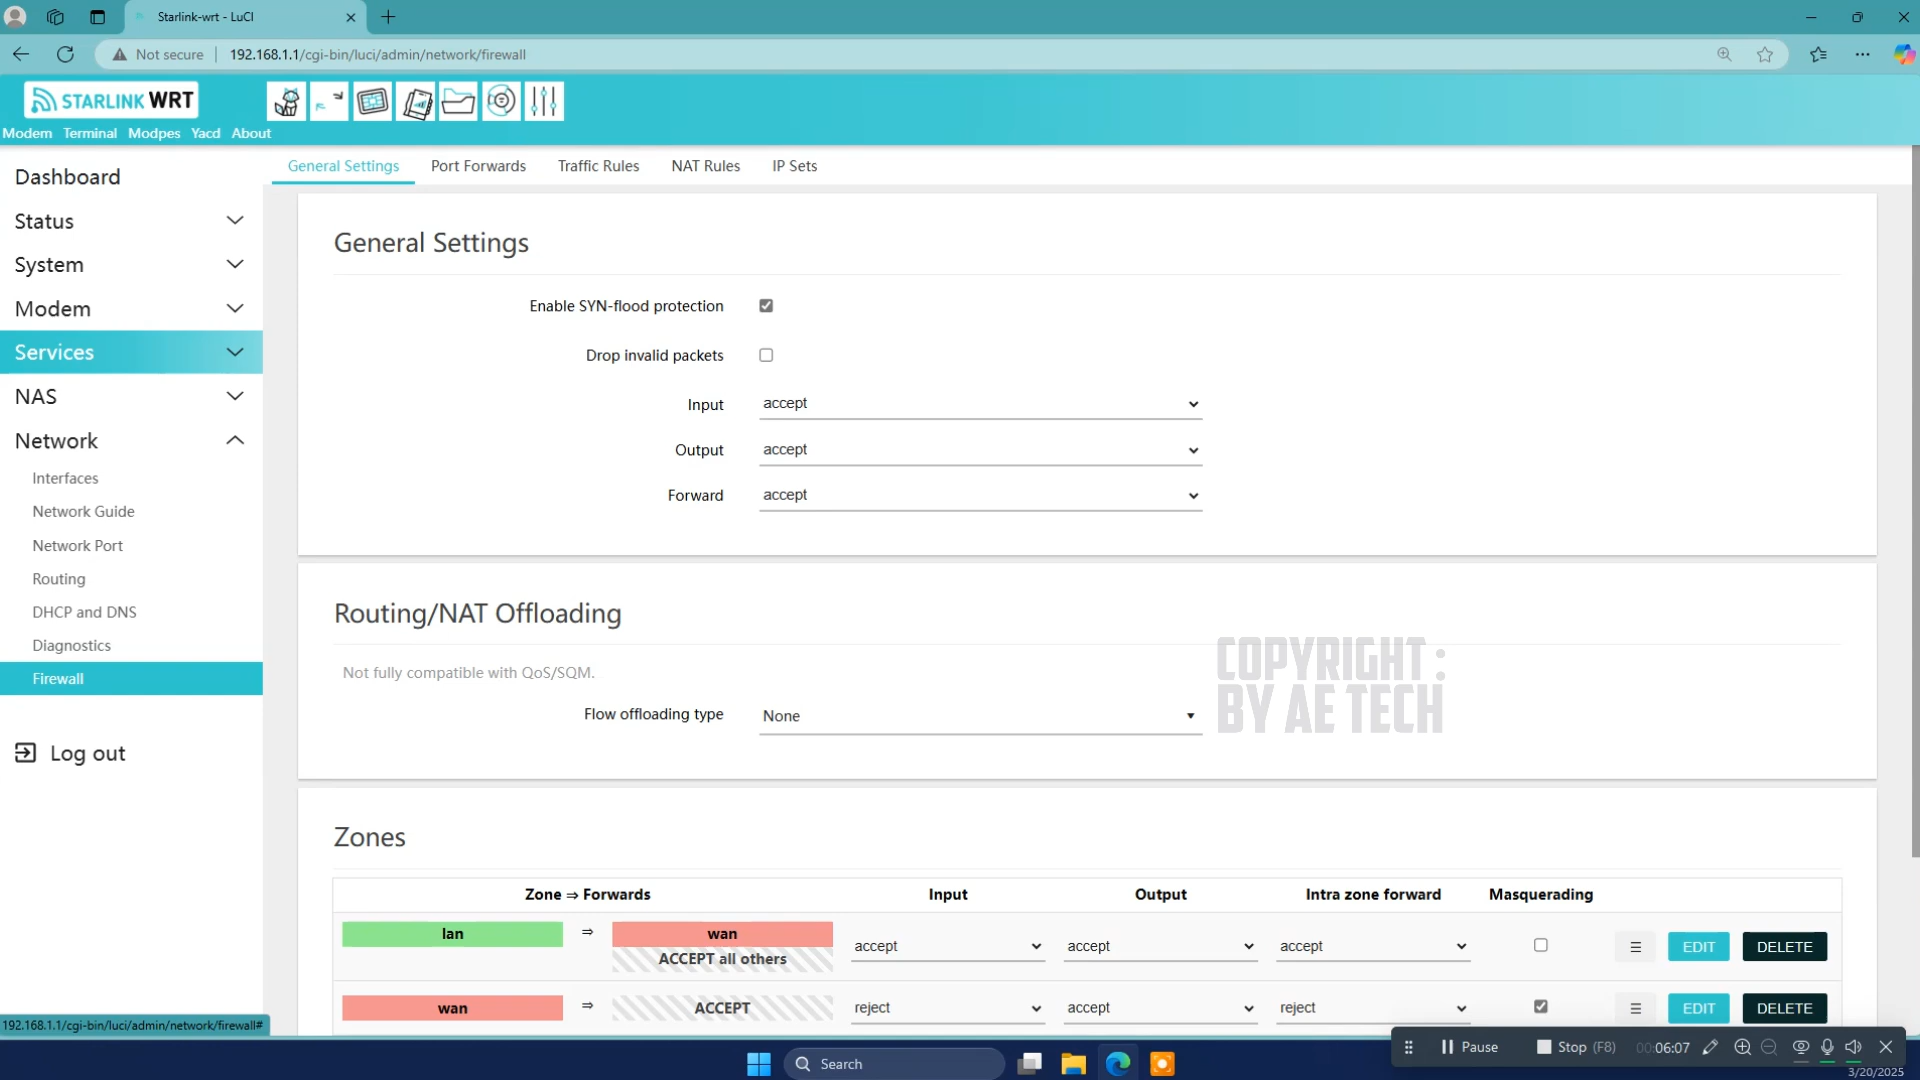 Starlink-wrt - LuCI
Not secure
192.168.1.1/cgi-bin/luci/admin/network/firewall
STARLINK WRT
Modem Terminal Modpes Yacd About
Dashboard
Status
System
Modem
Services
NAS
Network
Interfaces
Network Guide
Network Port
Routing
DHCP and DNS
Diagnostics
Firewall
Log out
General Settings Port Forwards Traffic Rules NAT Rules IP Sets
General Settings
Enable SYN-flood protection
Drop invalid packets
Input accept
Output accept
Forward accept
Routing/NAT Offloading
Not fully compatible with QoS/SQM.
Flow offloading type None
COPYRIGHT :
BY AE TECH
Zones
Zone ⇒ Forwards Input Output Intra zone forward Masquerading
lan ⇒ wan
ACCEPT all others
accept accept accept EDIT DELETE
wan ⇒ ACCEPT reject accept reject EDIT DELETE
192.168.1.1/cgi-bin/luci/admin/network/firewall#
Search
Pause Stop (F8) 00:06:07
3/20/2025